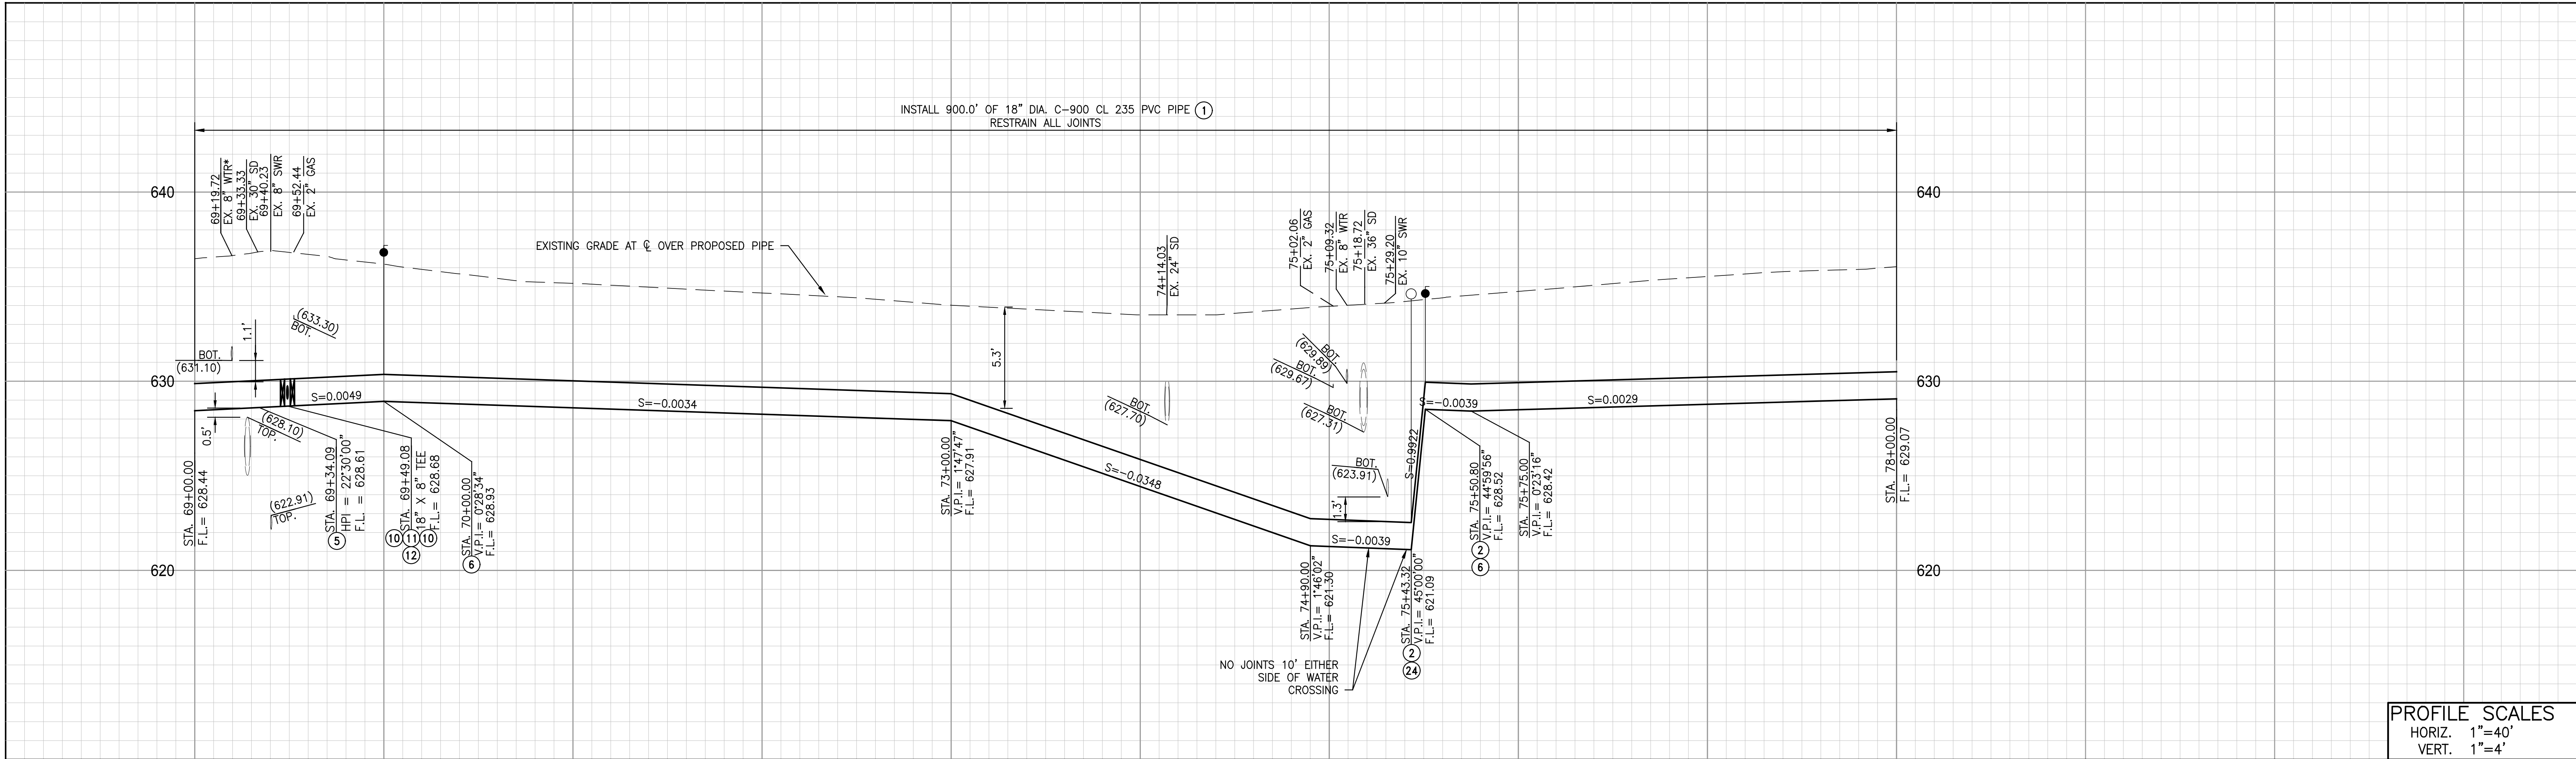 INSTALL 900.0' OF 18" DIA. C-900 CL 235 PVC PIPE 1
RESTRAIN ALL JOINTS
69+19.72
EX. 8" WTR*
69+33.33
EX. 30" SD
69+40.23
EX. 8" SWR
69+52.44
EX. 2" GAS
640
640
EXISTING GRADE AT ℄ OVER PROPOSED PIPE
74+14.03
EX. 24" SD
75+02.06
EX. 2" GAS
75+09.32
EX. 8" WTR
75+18.72
EX. 36" SD
75+29.20
EX. 10" SWR
(633.30)
BOT.
1.1'
BOT.
(631.10)
5.3'
BOT.
(629.89)
BOT.
(629.67)
630
630
S=0.0049
S=-0.0034
BOT.
(627.70)
BOT.
(627.31)
S=-0.0039
S=0.0029
0.5'
(628.10)
TOP.
S=-0.0348
S=0.9922
BOT.
(623.91)
1.3'
S=-0.0039
(622.91)
TOP.
STA. 69+00.00
F.L.= 628.44
STA. 69+34.09
HPI = 22°30'00"
F.L. = 628.61
5
STA. 69+49.08
18" X 8" TEE
F.L.= 628.68
10
11
10
12
STA. 70+00.00
V.P.I.= 0°28'34"
F.L.= 628.93
6
STA. 73+00.00
V.P.I.= 1°47'47"
F.L.= 627.91
STA. 74+90.00
V.P.I.= 1°46'02"
F.L.= 621.30
STA. 75+43.32
V.P.I.= 45°00'00"
F.L.= 621.09
2
24
STA. 75+50.80
V.P.I.= 44°59'56"
F.L.= 628.52
2
6
STA. 75+75.00
V.P.I.= 0°23'16"
F.L.= 628.42
STA. 78+00.00
F.L.= 629.07
620
620
NO JOINTS 10' EITHER
SIDE OF WATER
CROSSING
PROFILE SCALES
HORIZ. 1"=40'
VERT. 1"=4'